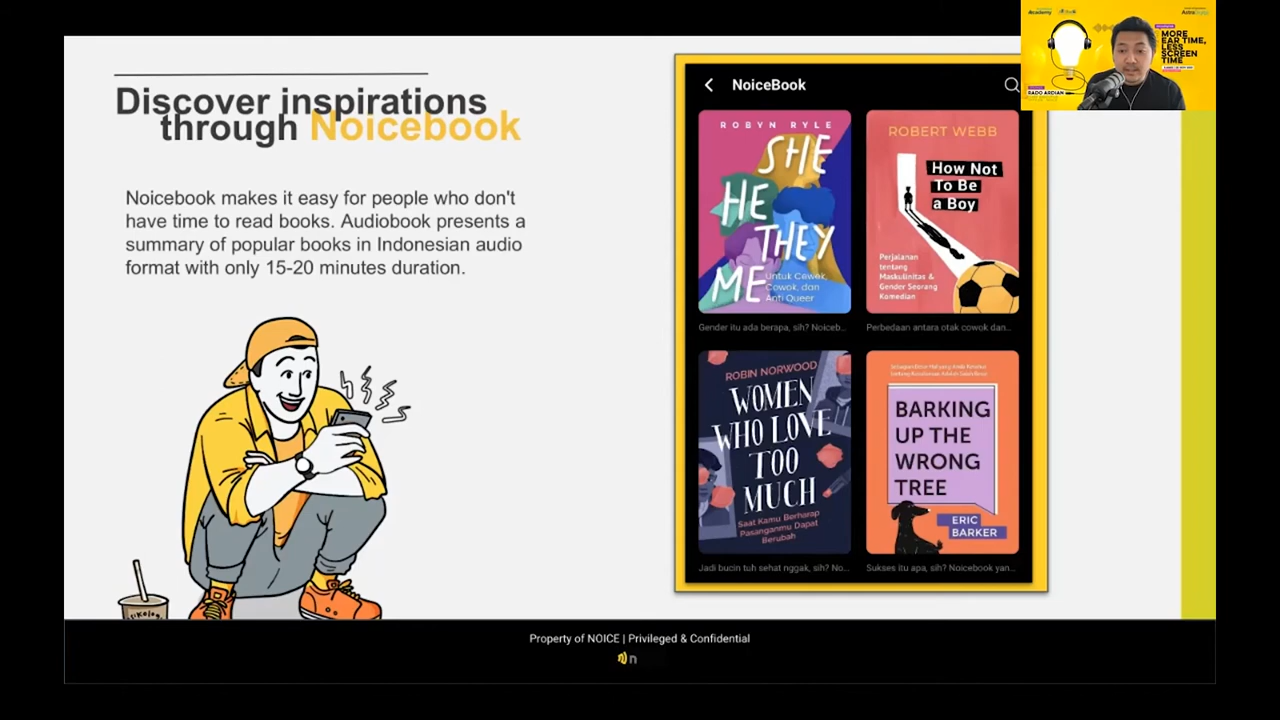 Discover inspirations
through Noicebook
Noicebook makes it easy for people who don't
have time to read books. Audiobook presents a
summary of popular books in Indonesian audio
format with only 15-20 minutes duration.
NoiceBook
ROBYN RYLE
SHE
HE
THEY
ME
Untuk Cewek,
Cowok, dan
Anti Queer
Gender itu ada berapa, sih? Noiceb...
ROBERT WEBB
How Not
To Be
a Boy
Perjalanan
tentang
Maskulinitas &
Gender Seorang
Komedian
Perbedaan antara otak cowok dan...
ROBIN NORWOOD
WOMEN
WHO LOVE
TOO
MUCH
Saat Kamu Berharap
Pasanganmu Dapat
Berubah
Jadi bucin tuh sehat nggak, sih? No...
BARKING
UP THE
WRONG
TREE
ERIC
BARKER
Sukses itu apa, sih? Noicebook yan...
Academy
MORE
EAR TIME,
LESS
SCREEN
TIME
RADO ARDIAN
Property of NOICE | Privileged & Confidential
n